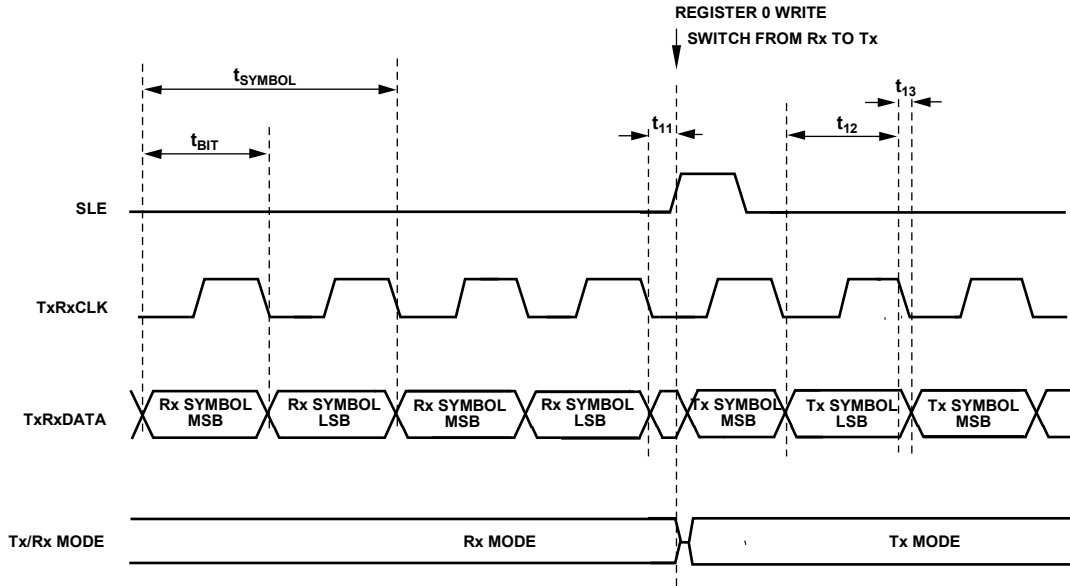 REGISTER 0 WRITE
SWITCH FROM Rx TO Tx
tSYMBOL
t13
t11
t12
tBIT
SLE
TxRxCLK
TxRxDATA
Rx SYMBOL
MSB
Rx SYMBOL
LSB
Rx SYMBOL
MSB
Rx SYMBOL
LSB
Tx SYMBOL
MSB
Tx SYMBOL
LSB
Tx SYMBOL
MSB
Tx/Rx MODE
Rx MODE
Tx MODE